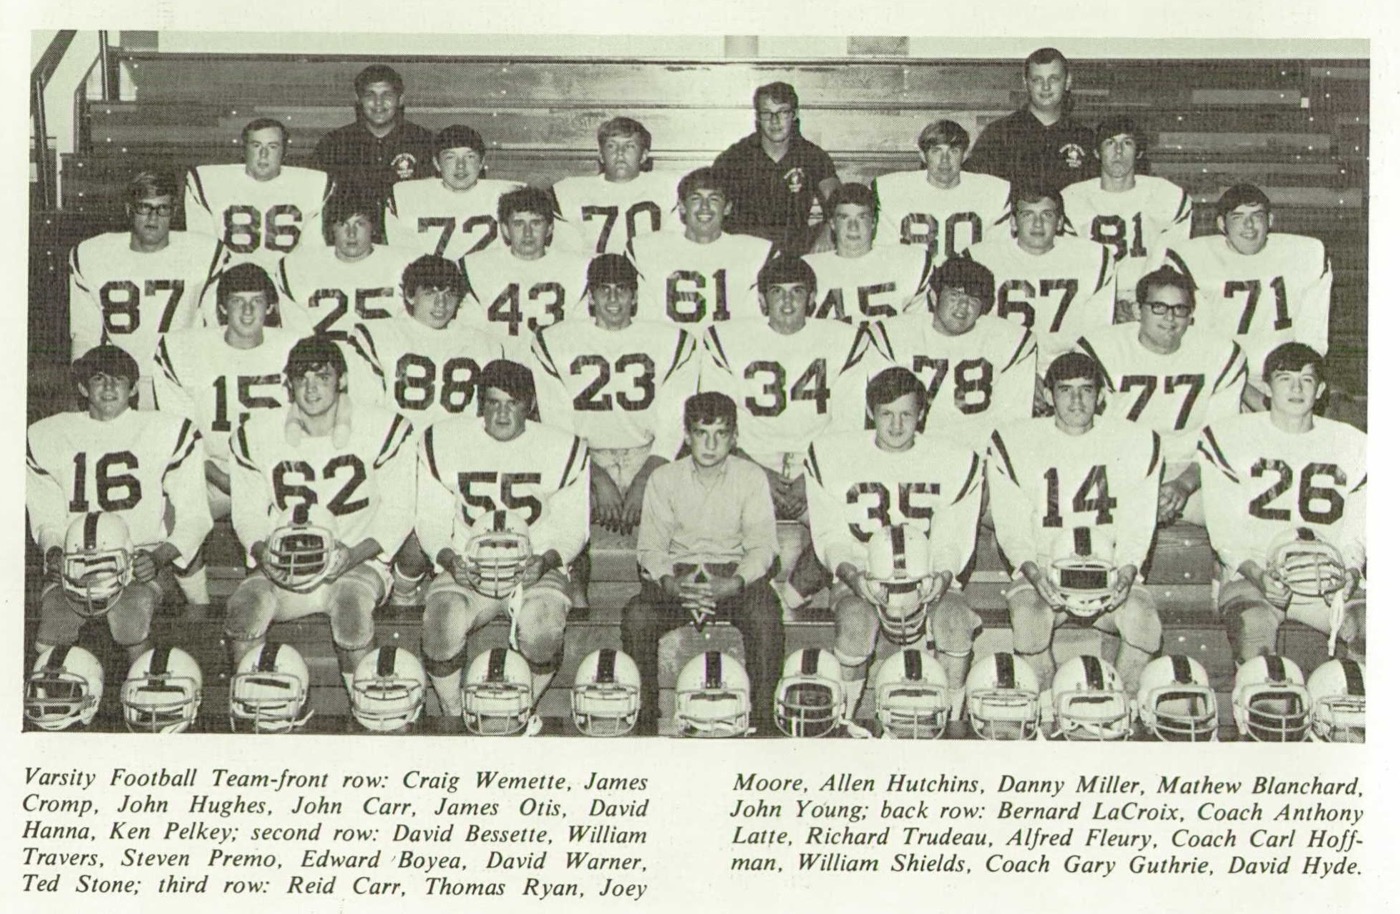 86
72
70
80
81
87
25
43
61
45
67
71
15
88
23
34
78
77
16
62
55
35
14
26
Varsity Football Team-front row: Craig Wemette, James
Cromp, John Hughes, John Carr, James Otis, David
Hanna, Ken Pelkey; second row: David Bessette, William
Travers, Steven Premo, Edward Boyea, David Warner,
Ted Stone; third row: Reid Carr, Thomas Ryan, Joey
Moore, Allen Hutchins, Danny Miller, Mathew Blanchard,
John Young; back row: Bernard LaCroix, Coach Anthony
Latte, Richard Trudeau, Alfred Fleury, Coach Carl Hoff-
man, William Shields, Coach Gary Guthrie, David Hyde.